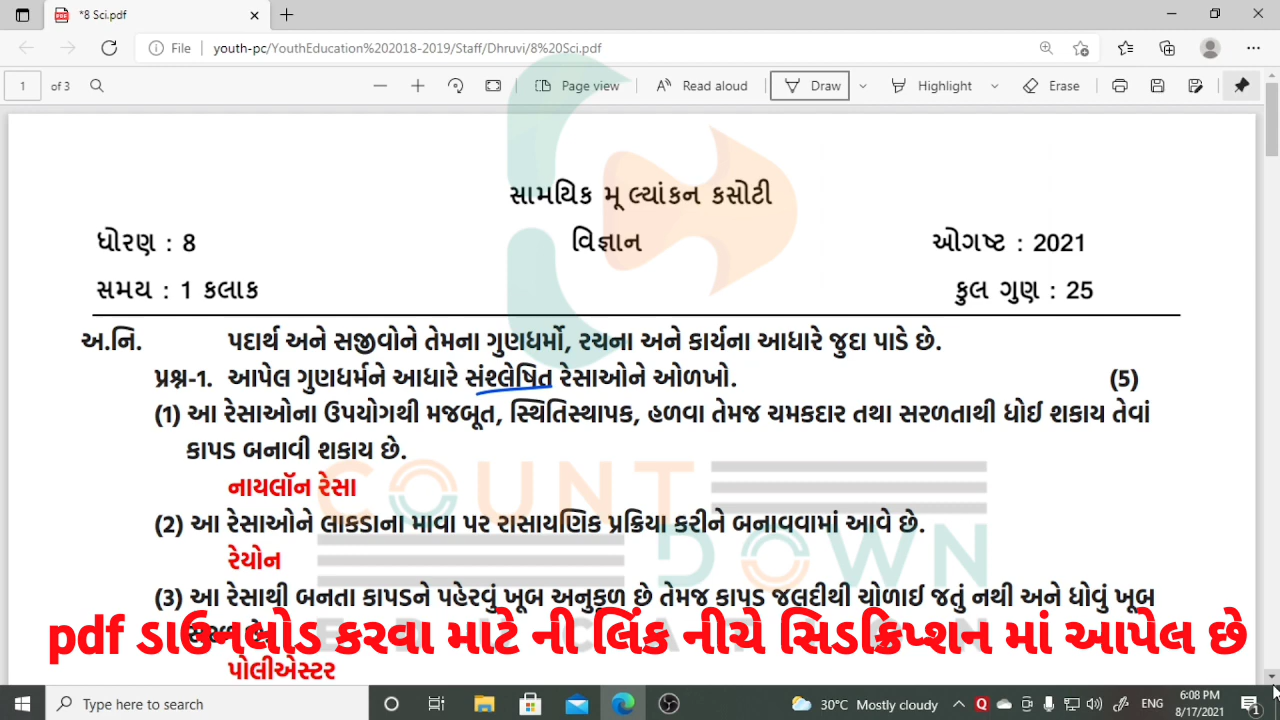 *8 Sci.pdf
File youth-pc/YouthEducation%202018-2019/Staff/Dhruvi/8%20Sci.pdf
1 of 3 Page view Read aloud Draw Highlight Erase
સામયિક મૂ લ્યાંકન કસોટી
ધોરણ : 8 વિજ્ઞાન ઓગષ્ટ : 2021
સમય : 1 કલાક કુલ ગુણ : 25
અ.નિ. પદાર્થ અને સજીવોને તેમના ગુણધર્મો, રચના અને કાર્યના આધારે જુદા પાડે છે.
પ્રશ્ન-1. આપેલ ગુણધર્મને આધારે સંશ્લેષિત રેસાઓને ઓળખો. (5)
(1) આ રેસાઓના ઉપયોગથી મજબૂત, સ્થિતિસ્થાપક, હળવા તેમજ ચમકદાર તથા સરળતાથી ધોઈ શકાય તેવાં
કાપડ બનાવી શકાય છે.
નાયલૉન રેસા
(2) આ રેસાઓને લાકડાના માવા પર રાસાયણિક પ્રક્રિયા કરીને બનાવવામાં આવે છે.
રેયોન
(3) આ રેસાથી બનતા કાપડને પહેરવું ખૂબ અનુકૂળ છે તેમજ કાપડ જલદીથી ચોળાઈ જતું નથી અને ધોવું ખૂબ
pdf ડાઉનલોડ કરવા માટે ની લિંક નીચે સિડક્રિપ્શન માં આપેલ છે
પોલીએસ્ટર
COUNT
DOWN
EDUCATION
Type here to search 30°C Mostly cloudy ENG 6:08 PM
8/17/2021